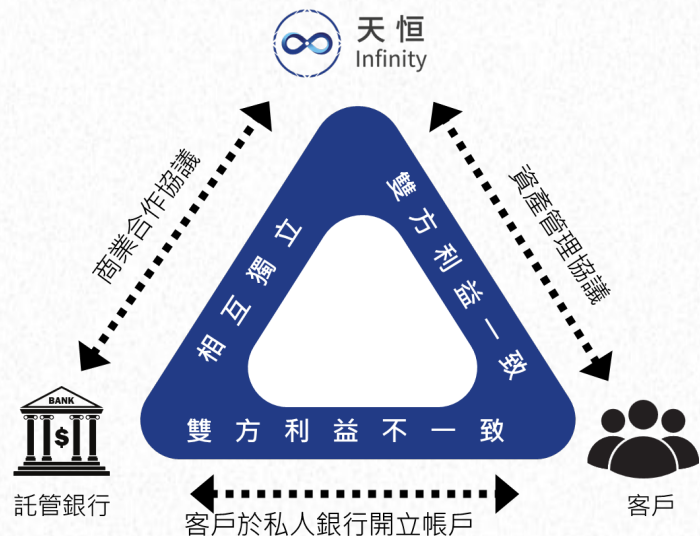 天恒
Infinity
商業合作協議
資產管理協議
相互獨立
雙方利益一致
雙方利益不一致
BANK
$
託管銀行
客戶
客戶於私人銀行開立帳戶